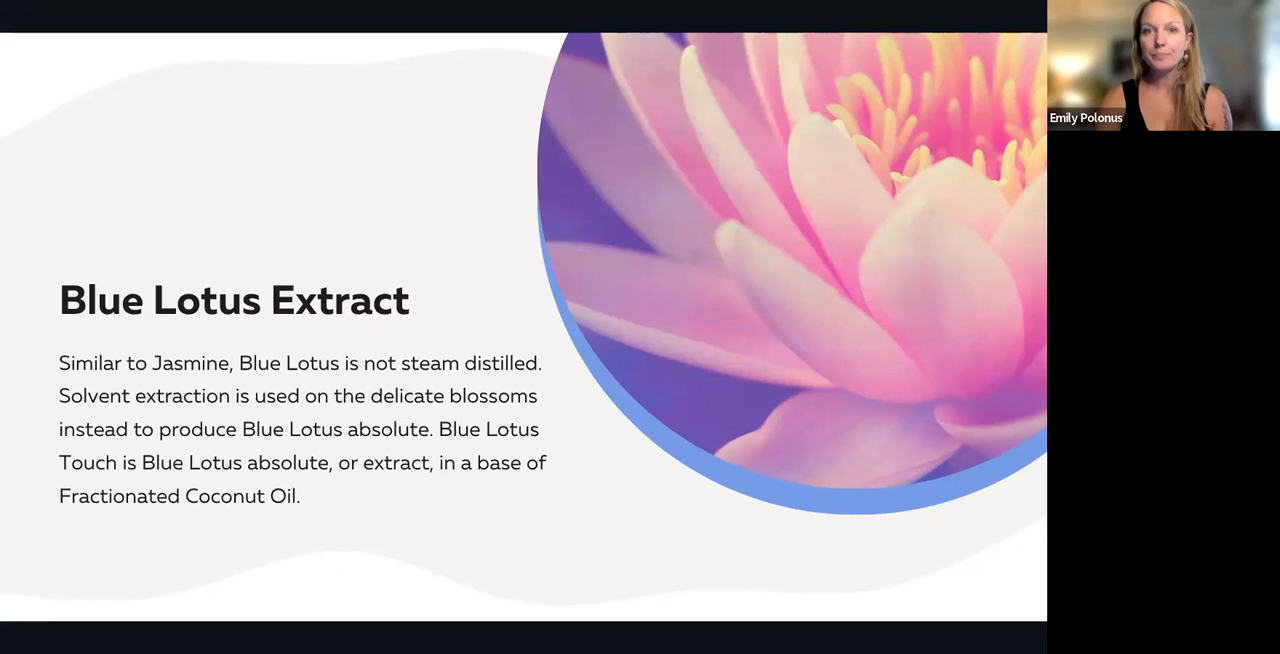 Blue Lotus Extract
Similar to Jasmine, Blue Lotus is not steam distilled.
Solvent extraction is used on the delicate blossoms
instead to produce Blue Lotus absolute. Blue Lotus
Touch is Blue Lotus absolute, or extract, in a base of
Fractionated Coconut Oil.
Emily Polonus